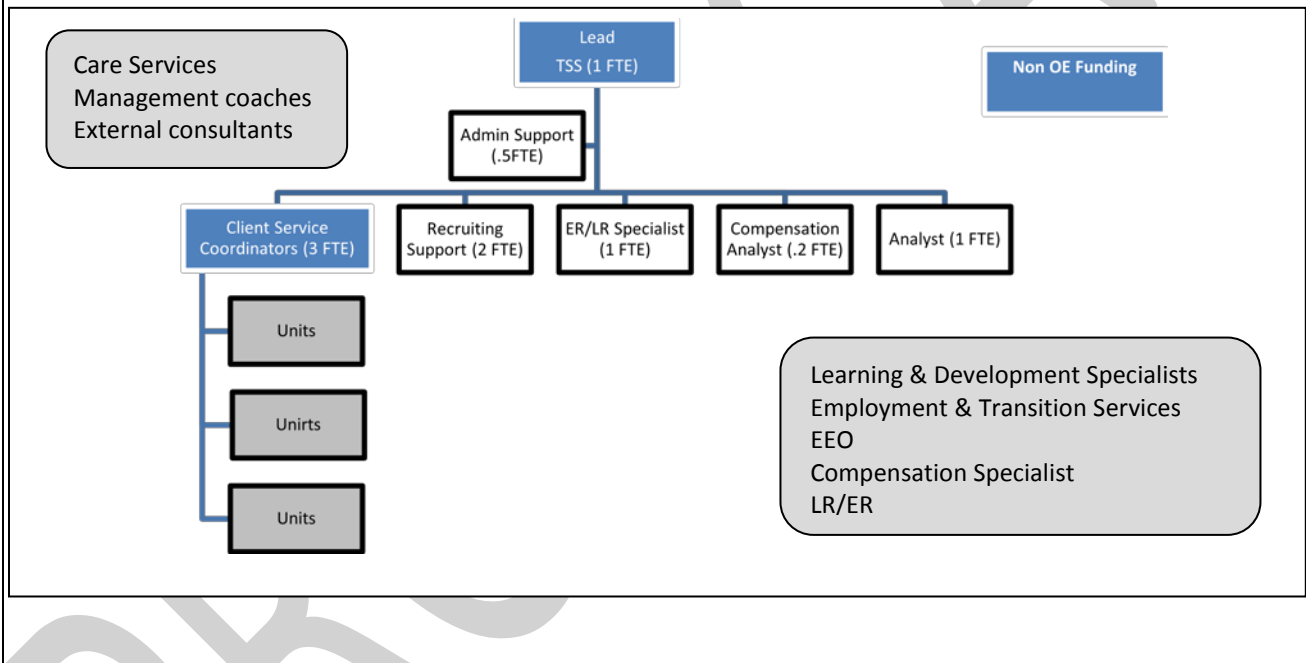 Care Services
Management coaches
External consultants
Lead
TSS (1 FTE)
Non OE Funding
Admin Support
(.5FTE)
Client Service
Coordinators (3 FTE)
Recruiting
Support (2 FTE)
ER/LR Specialist
(1 FTE)
Compensation
Analyst (.2 FTE)
Analyst (1 FTE)
Units
Unirts
Units
Learning & Development Specialists
Employment & Transition Services
EEO
Compensation Specialist
LR/ER